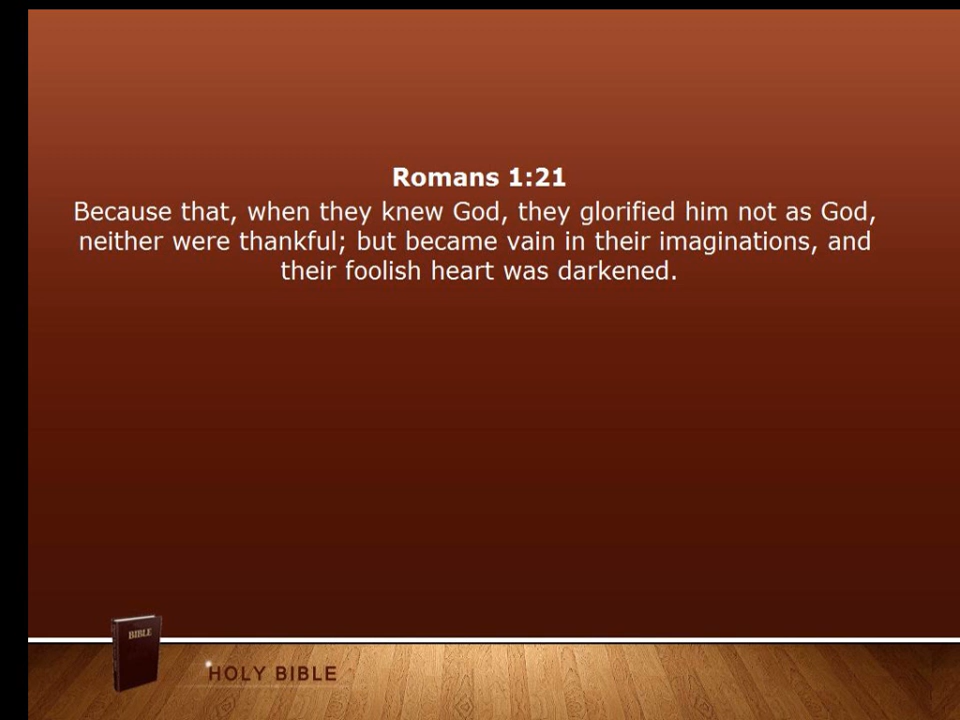 Romans 1:21
Because that, when they knew God, they glorified him not as God,
neither were thankful; but became vain in their imaginations, and
their foolish heart was darkened.
BIBLE
HOLY BIBLE